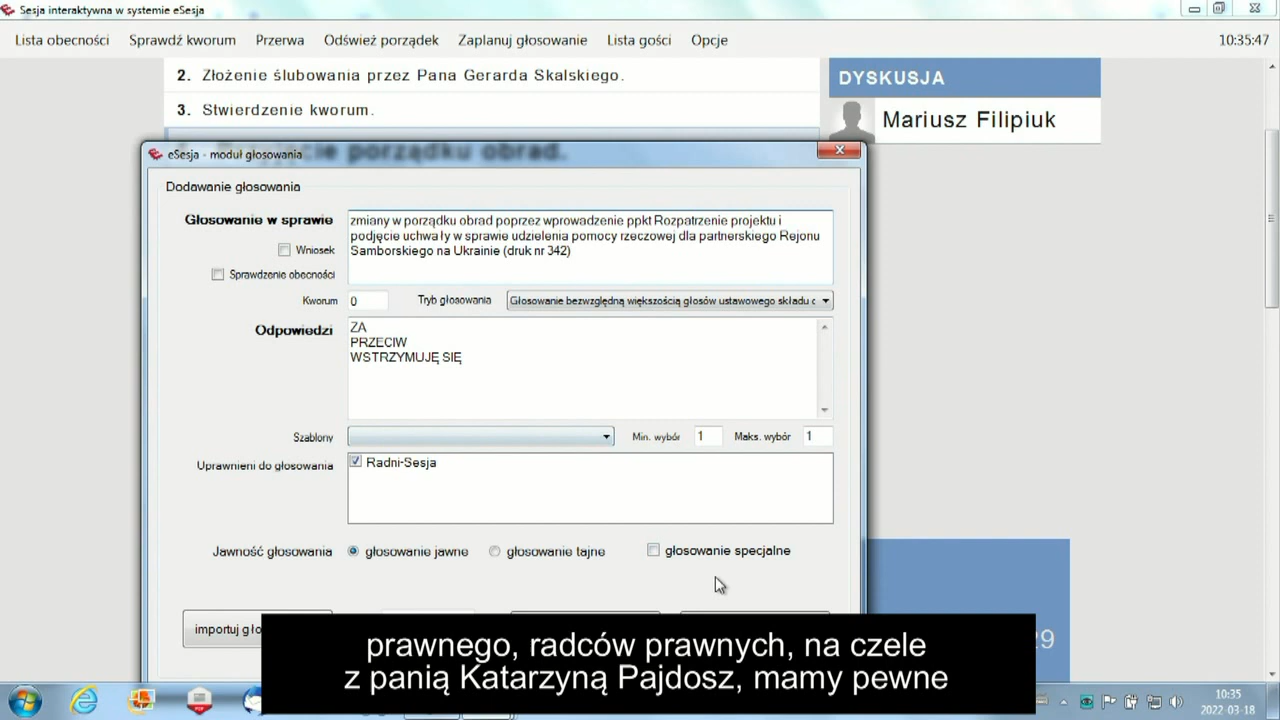 Sesja interaktywna w systemie eSesja
Lista obecności Sprawdź kworum Przerwa Odśwież porządek Zaplanuj głosowanie Lista gości Opcje 10:35:47
2. Złożenie ślubowania przez Pana Gerarda Skalskiego.
3. Stwierdzenie kworum.
DYSKUSJA
Mariusz Filipiuk
porządku obrad.
eSesja - moduł głosowania
Dodawanie głosowania
Głosowanie w sprawie
zmiany w porządku obrad poprzez wprowadzenie ppkt Rozpatrzenie projektu i
podjęcie uchwały w sprawie udzielenia pomocy rzeczowej dla partnerskiego Rejonu
Samborskiego na Ukrainie (druk nr 342)
Wniosek
Sprawdzenie obecności
Kworum 0 Tryb głosowania Głosowanie bezwzględną większością głosów ustawowego składu
Odpowiedzi
ZA
PRZECIW
WSTRZYMUJĘ SIĘ
Szablony Min. wybór 1 Maks. wybór 1
Uprawnieni do głosowania Radni-Sesja
Jawność głosowania głosowanie jawne głosowanie tajne głosowanie specjalne
importuj
29
prawnego, radców prawnych, na czele
z panią Katarzyną Pajdosz, mamy pewne
10:35
2022-03-18